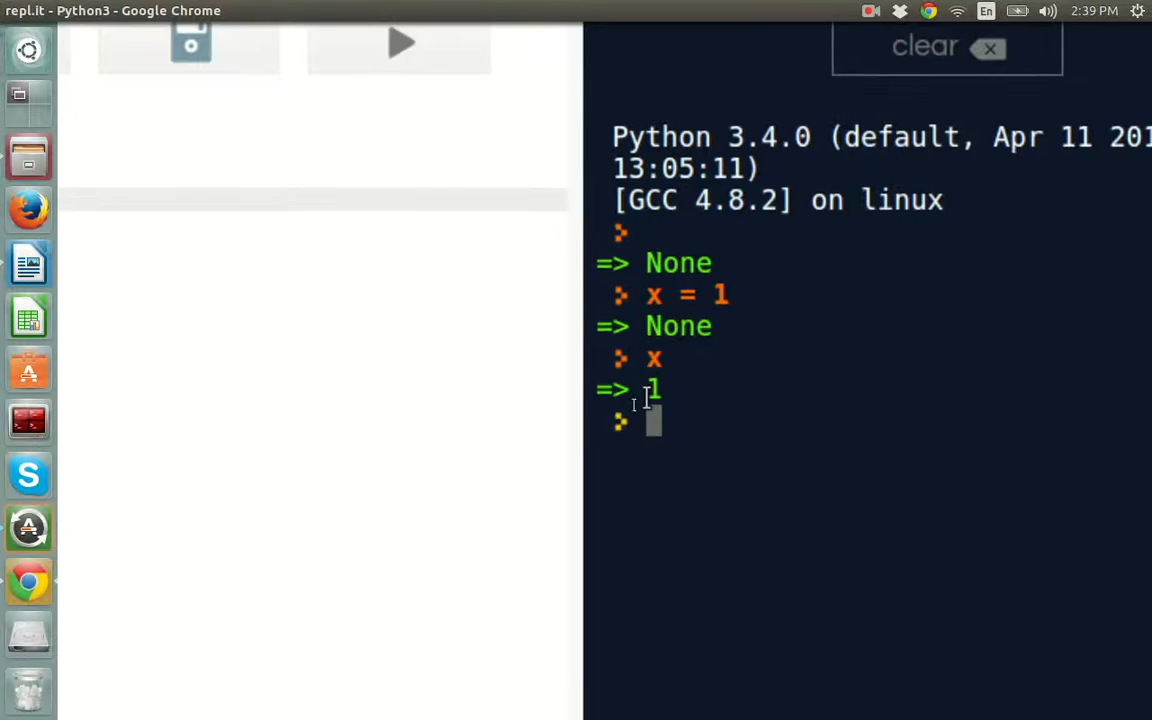 repl.it - Python3 - Google Chrome
En
2:39 PM
clear
Python 3.4.0 (default, Apr 11 201
13:05:11)
[GCC 4.8.2] on linux
=> None
x = 1
=> None
x
=> 1